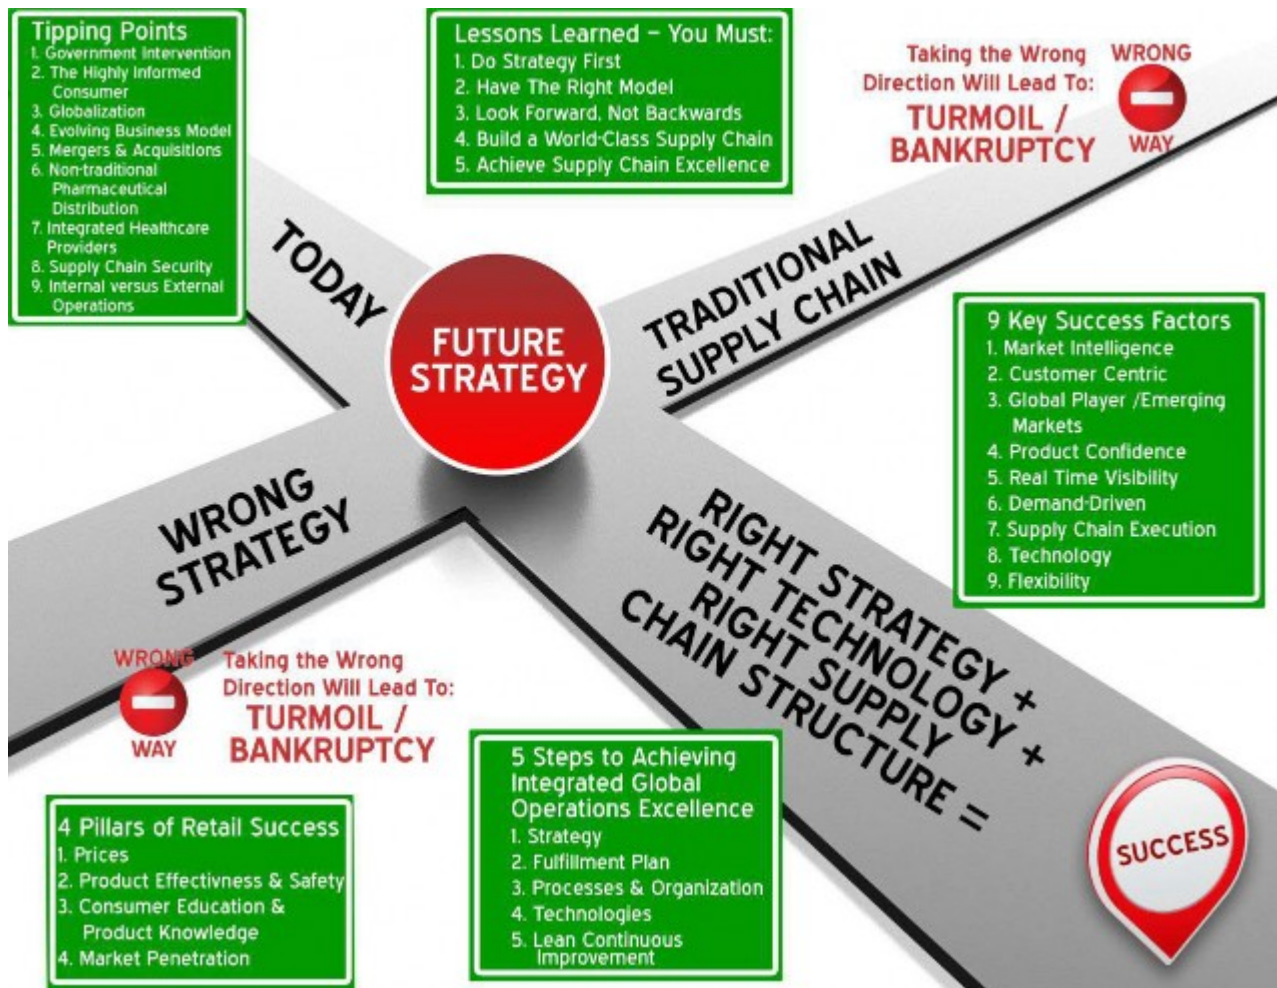 Tipping Points
1. Government Intervention
2. The Highly Informed
Consumer
3. Globalization
4. Evolving Business Model
5. Mergers & Acquisitions
6. Non-traditional
Pharmaceutical
Distribution
7. Integrated Healthcare
Providers
8. Supply Chain Security
9. Internal versus External
Operations
Lessons Learned – You Must:
1. Do Strategy First
2. Have The Right Model
3. Look Forward, Not Backwards
4. Build a World-Class Supply Chain
5. Achieve Supply Chain Excellence
Taking the Wrong
Direction Will Lead To:
TURMOIL /
BANKRUPTCY
WRONG
WAY
TODAY
FUTURE
STRATEGY
TRADITIONAL
SUPPLY CHAIN
9 Key Success Factors
1. Market Intelligence
2. Customer Centric
3. Global Player /Emerging
Markets
4. Product Confidence
5. Real Time Visibility
6. Demand-Driven
7. Supply Chain Execution
8. Technology
9. Flexibility
WRONG
STRATEGY
RIGHT STRATEGY +
RIGHT TECHNOLOGY +
RIGHT SUPPLY
CHAIN STRUCTURE =
WRONG
WAY
Taking the Wrong
Direction Will Lead To:
TURMOIL /
BANKRUPTCY
4 Pillars of Retail Success
1. Prices
2. Product Effectivness & Safety
3. Consumer Education &
Product Knowledge
4. Market Penetration
5 Steps to Achieving
Integrated Global
Operations Excellence
1. Strategy
2. Fulfillment Plan
3. Processes & Organization
4. Technologies
5. Lean Continuous
Improvement
SUCCESS